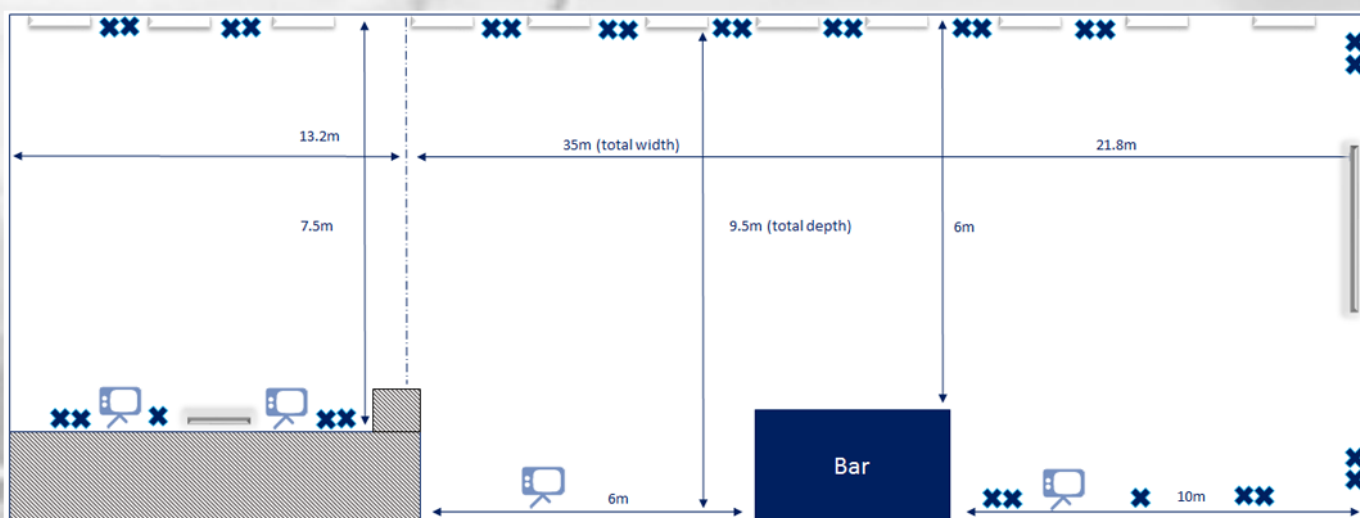 13.2m
35m (total width)
21.8m
7.5m
9.5m (total depth)
6m
Bar
6m
10m